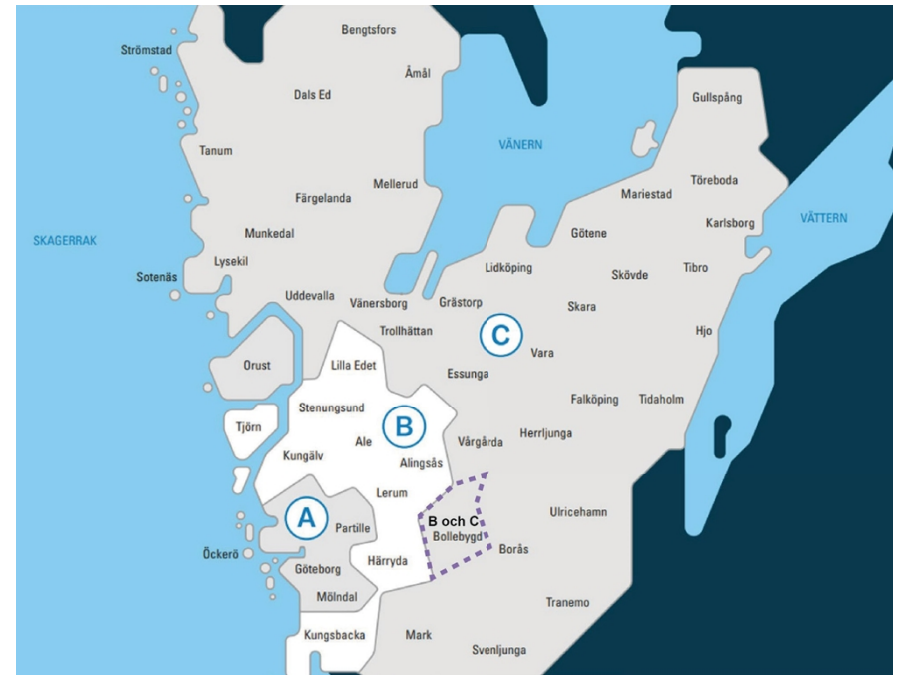 Bengtsfors
Strömstad
Åmål
Dals Ed
Gullspång
VÄNERN
Tanum
Töreboda
Mellerud
Mariestad
Färgelanda
Karlsborg
VÄTTERN
Munkedal
Götene
SKAGERRAK
Lysekil
Lidköping
Tibro
Sotenäs
Skövde
Uddevalla
Vänersborg
Grästorp
Skara
Trollhättan
C
Hjo
Vara
Orust
Lilla Edet
Essunga
Falköping
Tidaholm
Stenungsund
Tjörn
B
Herrljunga
Ale
Vårgårda
Kungälv
Alingsås
Lerum
Ulricehamn
A
B och C
Partille
Bollebygd
Öckerö
Borås
Härryda
Göteborg
Mölndal
Tranemo
Kungsbacka
Mark
Svenljunga